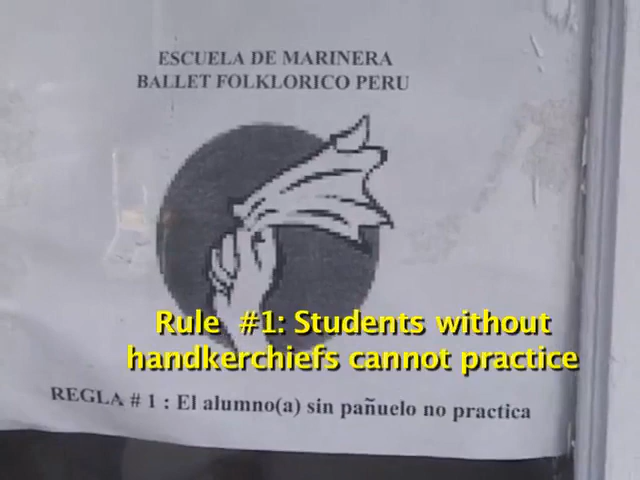 ESCUELA DE MARINERA
BALLET FOLKLORICO PERU
Rule #1: Students without
handkerchiefs cannot practice
REGLA # 1 : El alumno(a) sin pañuelo no practica